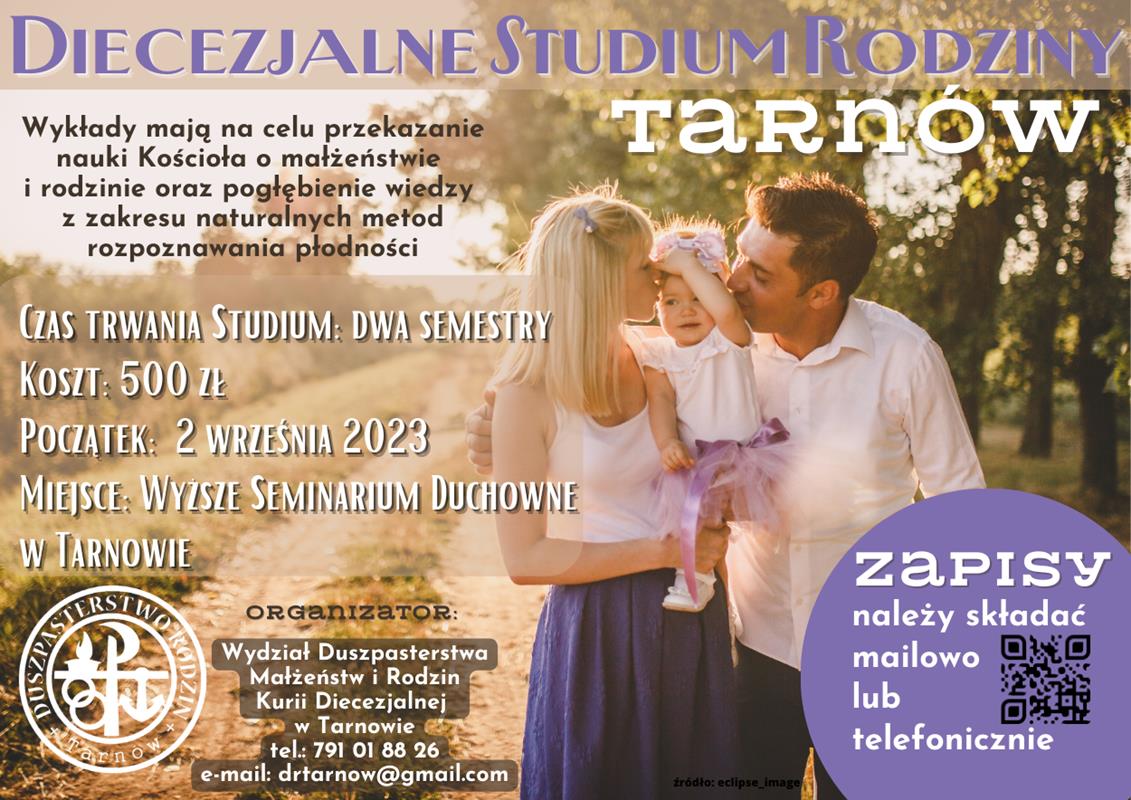 Diecezjalne Studium Rodziny
Tarnów
Wykłady mają na celu przekazanie
nauki Kościoła o małżeństwie
i rodzinie oraz pogłębienie wiedzy
z zakresu naturalnych metod
rozpoznawania płodności
Czas trwania Studium: dwa semestry
Koszt: 500 zł
Początek: 2 września 2023
Miejsce: Wyższe Seminarium Duchowne
w Tarnowie
DUSZPASTERSTWO RODZIN
+ Tarnów +
organizator:
Wydział Duszpasterstwa
Małżeństw i Rodzin
Kurii Diecezjalnej
w Tarnowie
tel.: 791 01 88 26
e-mail: drtarnow@gmail.com
zapisy
należy składać
mailowo
lub
telefonicznie
źródło: eclipse_image